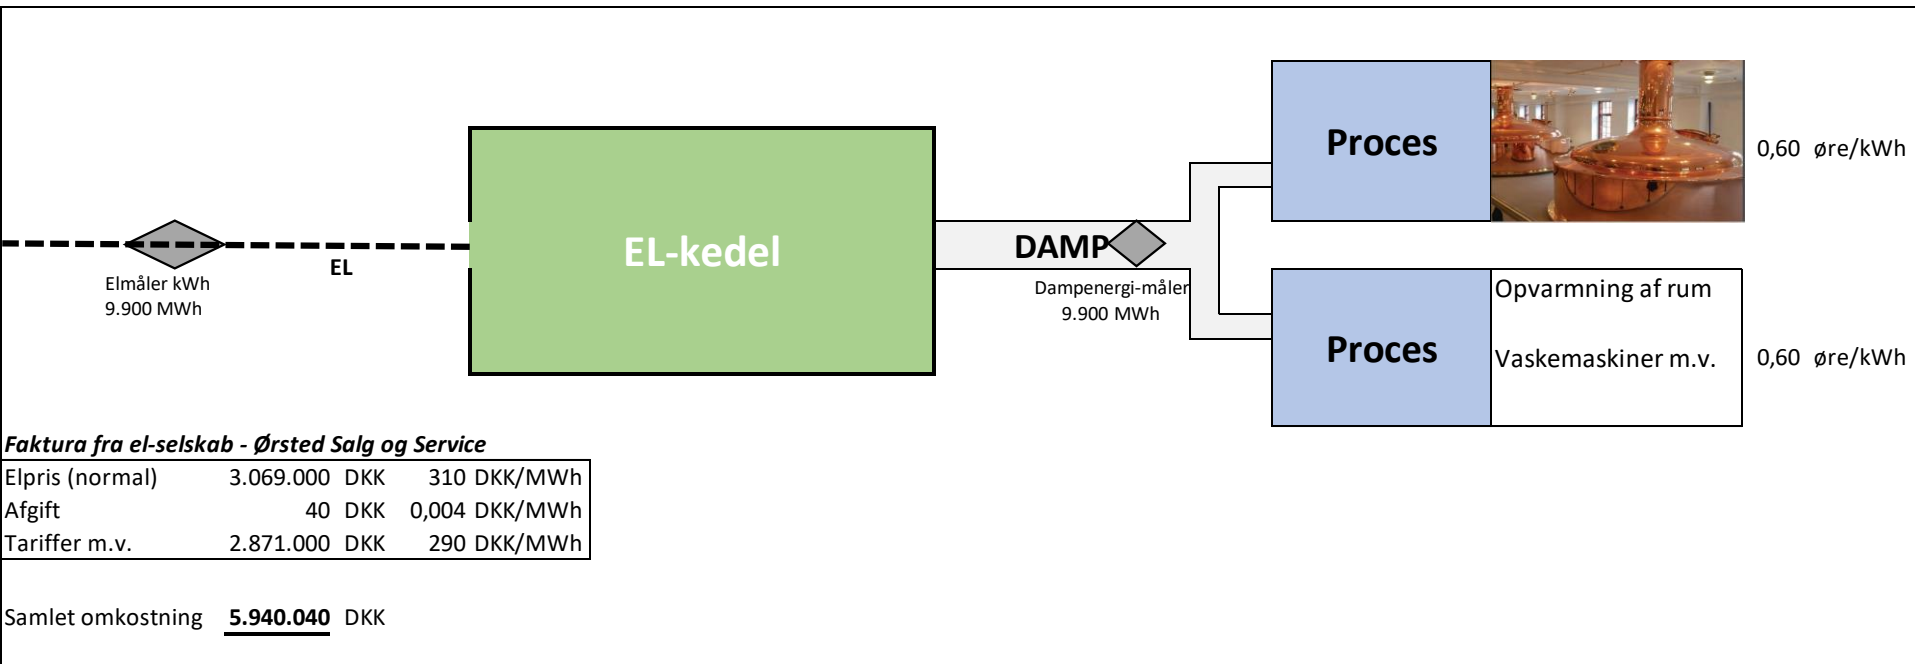 Proces
0,60 øre/kWh
EL-kedel
DAMP
EL
Elmåler kWh
9.900 MWh
Dampenergi-måler
9.900 MWh
Proces
Opvarmning af rum
Vaskemaskiner m.v.
0,60 øre/kWh
Faktura fra el-selskab - Ørsted Salg og Service
Elpris (normal) 3.069.000 DKK 310 DKK/MWh
Afgift 40 DKK 0,004 DKK/MWh
Tariffer m.v. 2.871.000 DKK 290 DKK/MWh
Samlet omkostning 5.940.040 DKK